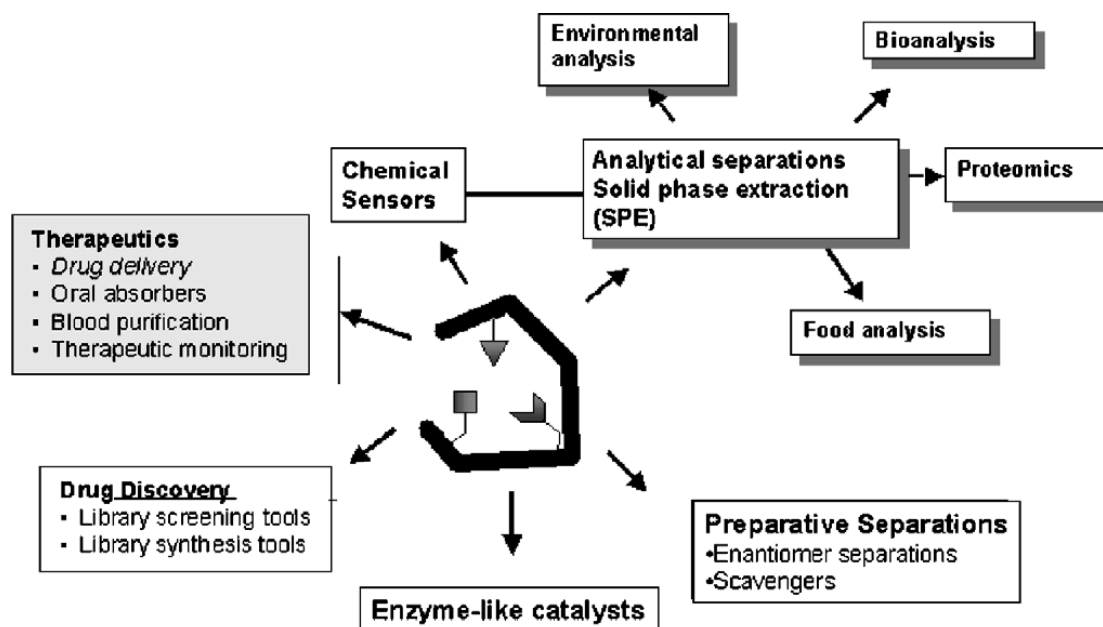 Environmental
analysis
Bioanalysis
Chemical
Sensors
Analytical separations
Solid phase extraction
(SPE)
Proteomics
Therapeutics
▪ Drug delivery
▪ Oral absorbers
▪ Blood purification
▪ Therapeutic monitoring
Food analysis
Drug Discovery
▪ Library screening tools
▪ Library synthesis tools
Preparative Separations
•Enantiomer separations
•Scavengers
Enzyme-like catalysts